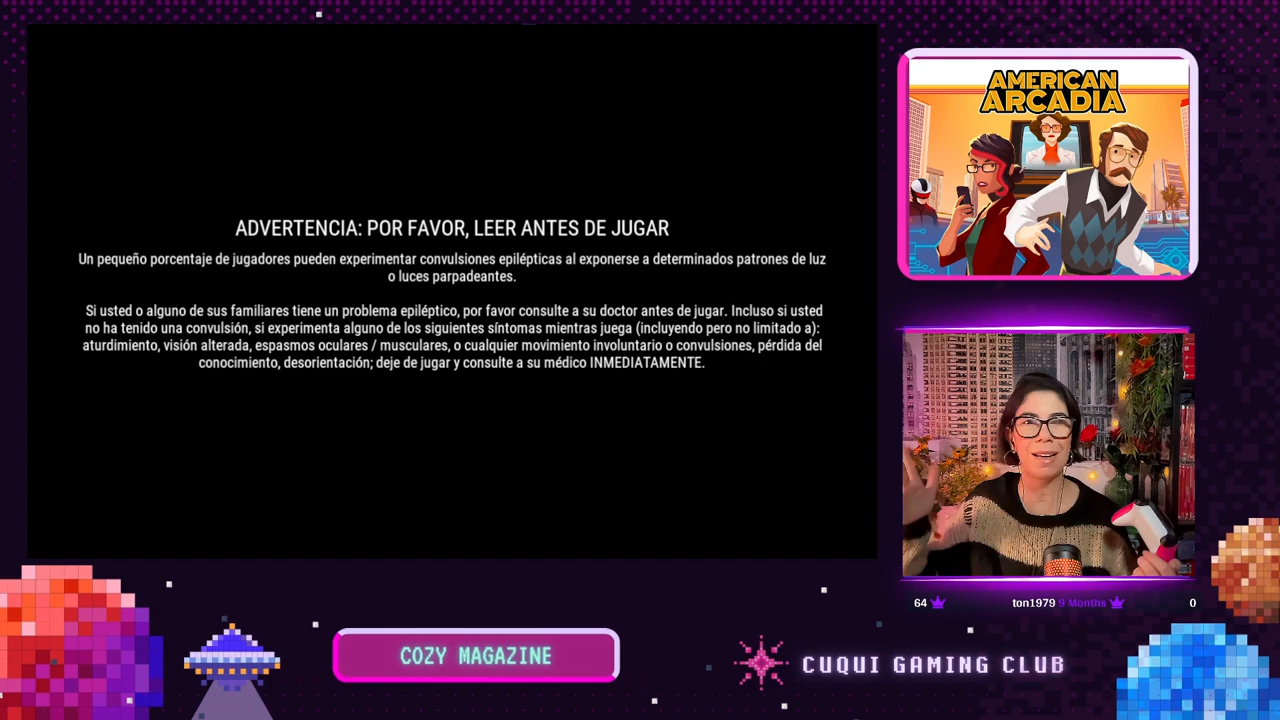 ADVERTENCIA: POR FAVOR, LEER ANTES DE JUGAR
Un pequeño porcentaje de jugadores pueden experimentar convulsiones epilépticas al exponerse a determinados patrones de luz
o luces parpadeantes.
Si usted o alguno de sus familiares tiene un problema epiléptico, por favor consulte a su doctor antes de jugar. Incluso si usted
no ha tenido una convulsión, si experimenta alguno de los siguientes síntomas mientras juega (incluyendo pero no limitado a):
aturdimiento, visión alterada, espasmos oculares / musculares, o cualquier movimiento involuntario o convulsiones, pérdida del
conocimiento, desorientación; deje de jugar y consulte a su médico INMEDIATAMENTE.
AMERICAN
ARCADIA
64
ton1979 9 Months
0
COZY MAGAZINE
CUQUI GAMING CLUB